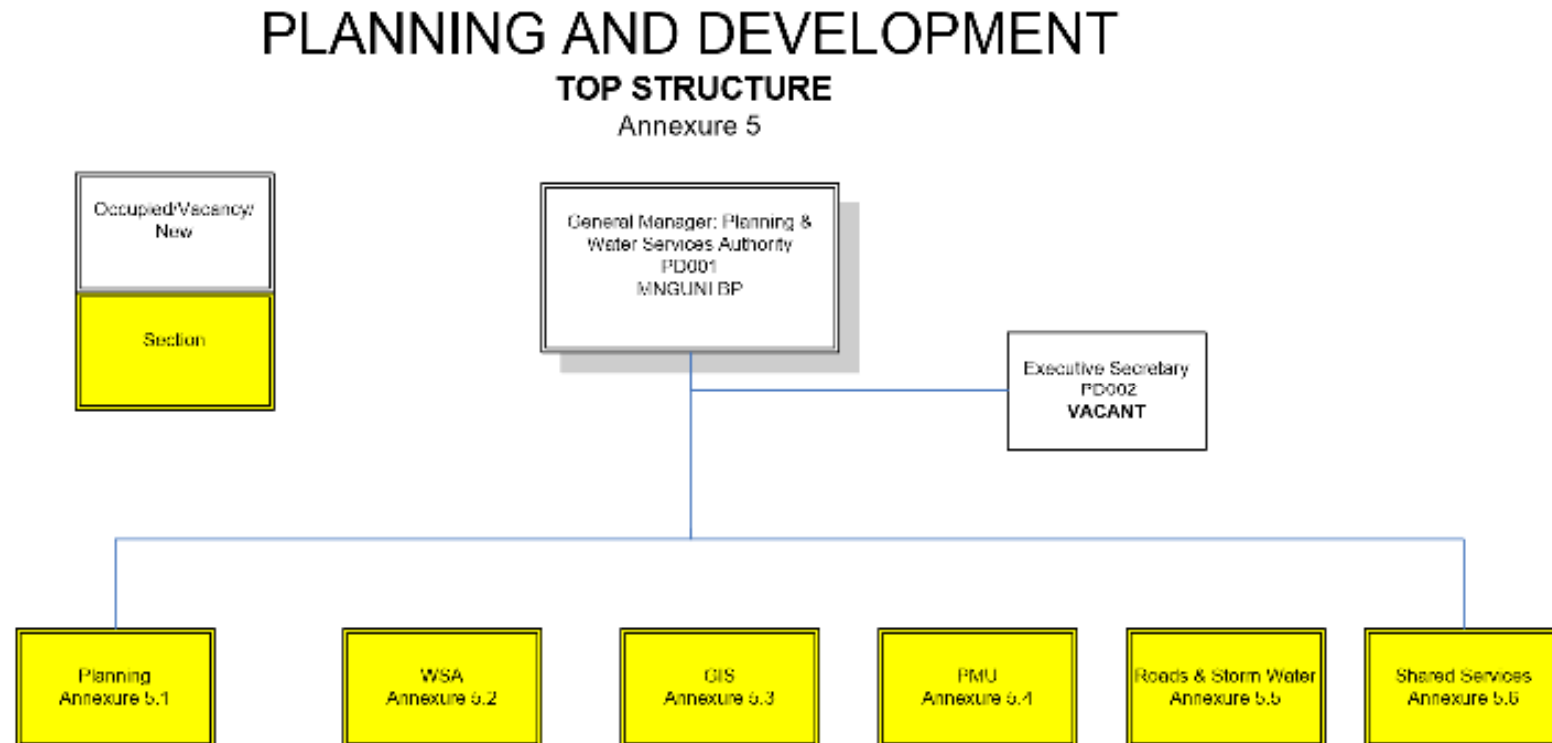 PLANNING AND DEVELOPMENT
TOP STRUCTURE
Annexure 5
Occupied/Vacancy/
New
Section
General Manager: Planning &
Water Services Authority
PD001
MNGUNI BP
Executive Secretary
PD002
VACANT
Planning
Annexure 5.1
WSA
Annexure 5.2
GIS
Annexure 5.3
PMU
Annexure 5.4
Roads & Storm Water
Annexure 5.5
Shared Services
Annexure 5.6